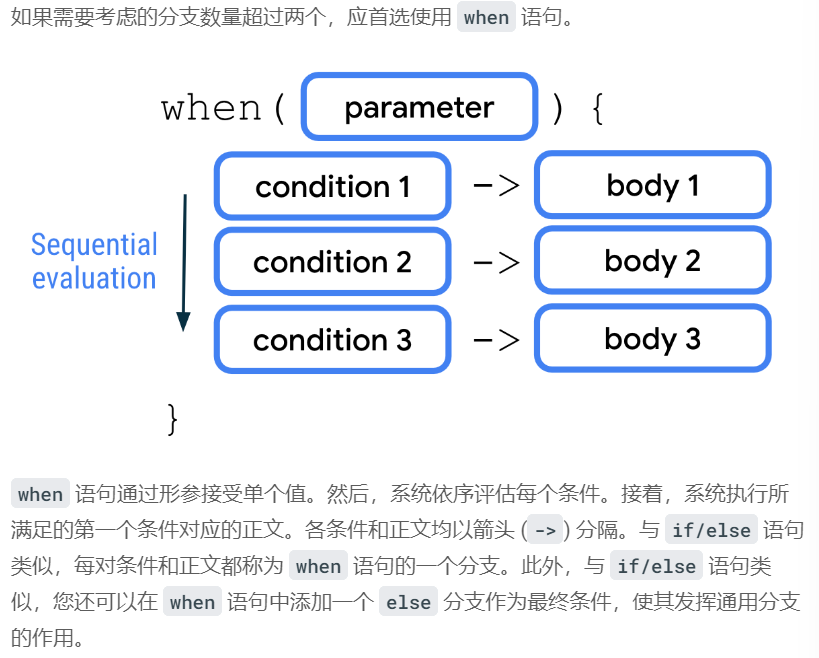 如果需要考虑的分支数量超过两个，应首选使用 when 语句。
when( parameter ) {
condition 1 -> body 1
Sequential evaluation
condition 2 -> body 2
condition 3 -> body 3
}
when 语句通过形参接受单个值。然后，系统依序评估每个条件。接着，系统执行所
满足的第一个条件对应的正文。各条件和正文均以箭头 (->) 分隔。与 if/else 语句
类似，每对条件和正文都称为 when 语句的一个分支。此外，与 if/else 语句类
似，您还可以在 when 语句中添加一个 else 分支作为最终条件，使其发挥通用分支
的作用。